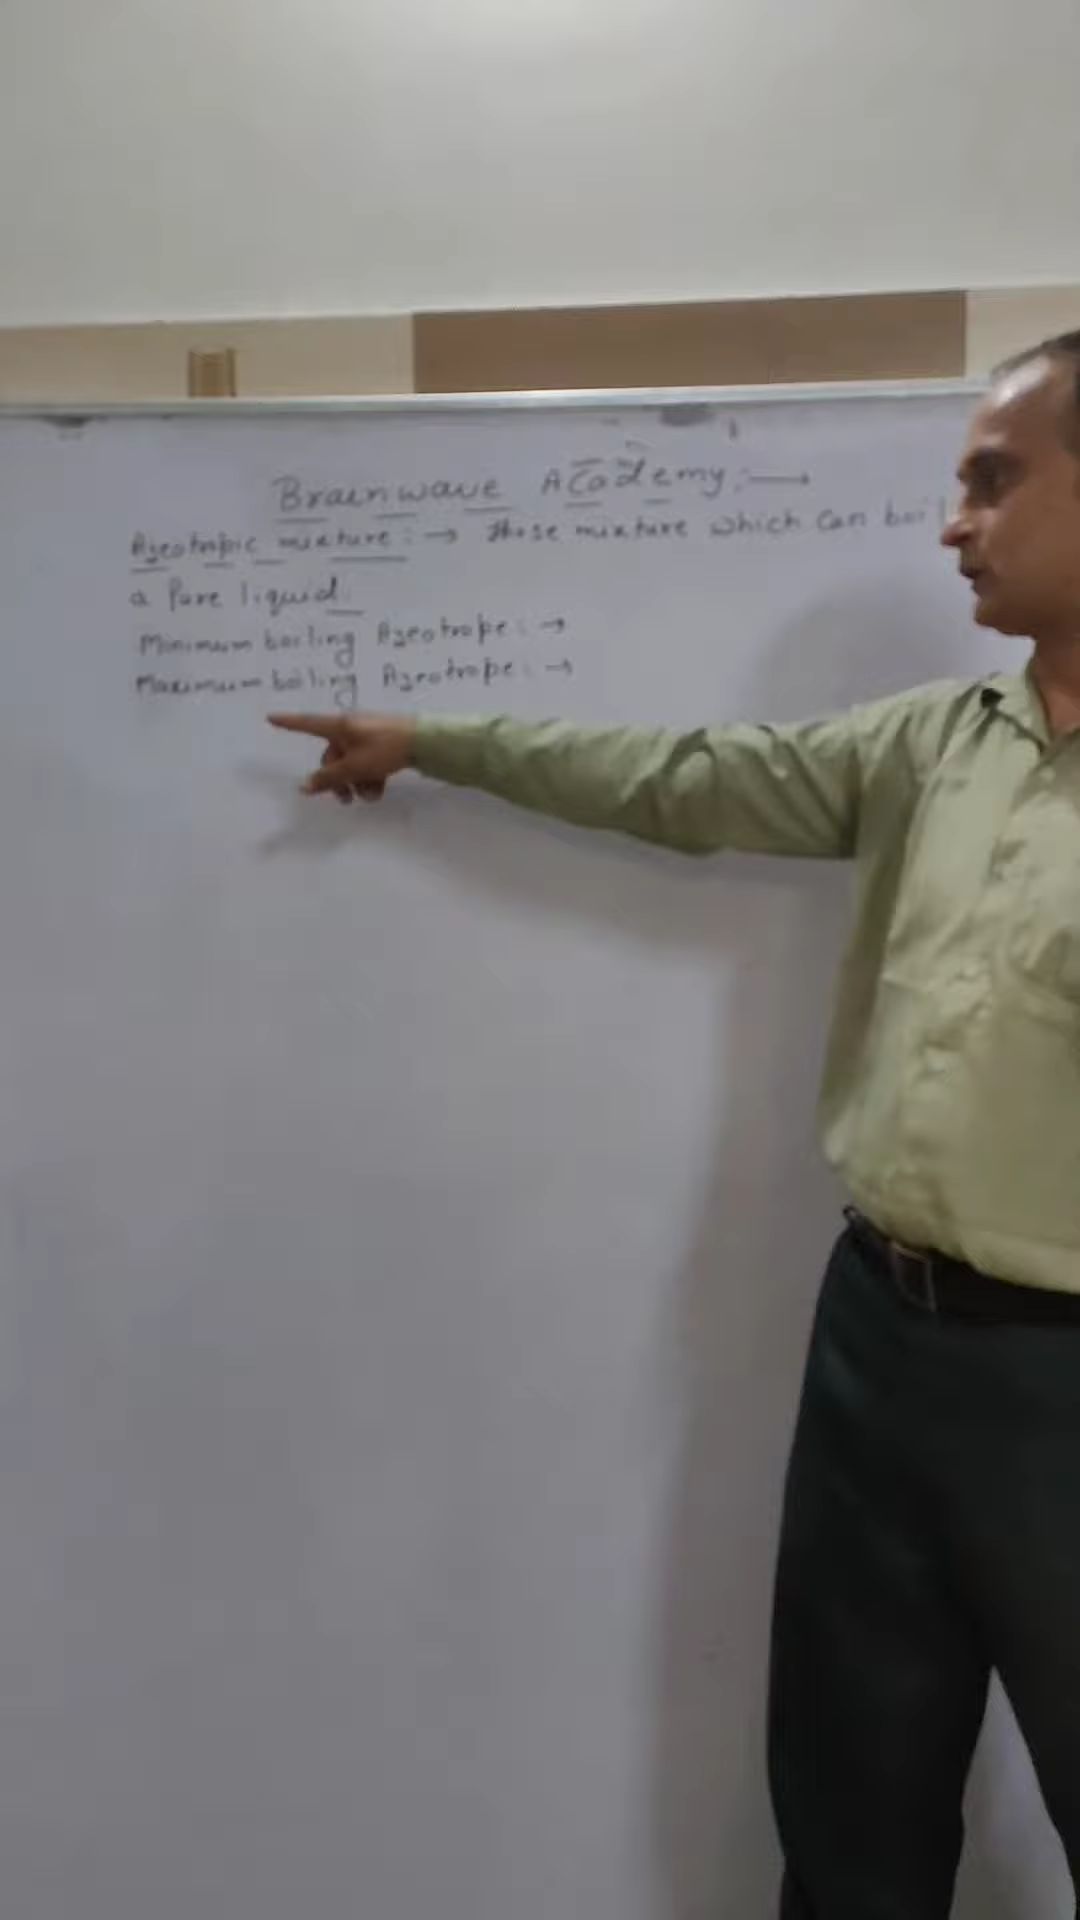 Brainwave Academy:→
Azeotropic mixture:→ those mixture which can boil
a Pure liquid.
Minimum boiling Azeotrope:→
Maximum boiling Azeotrope:→